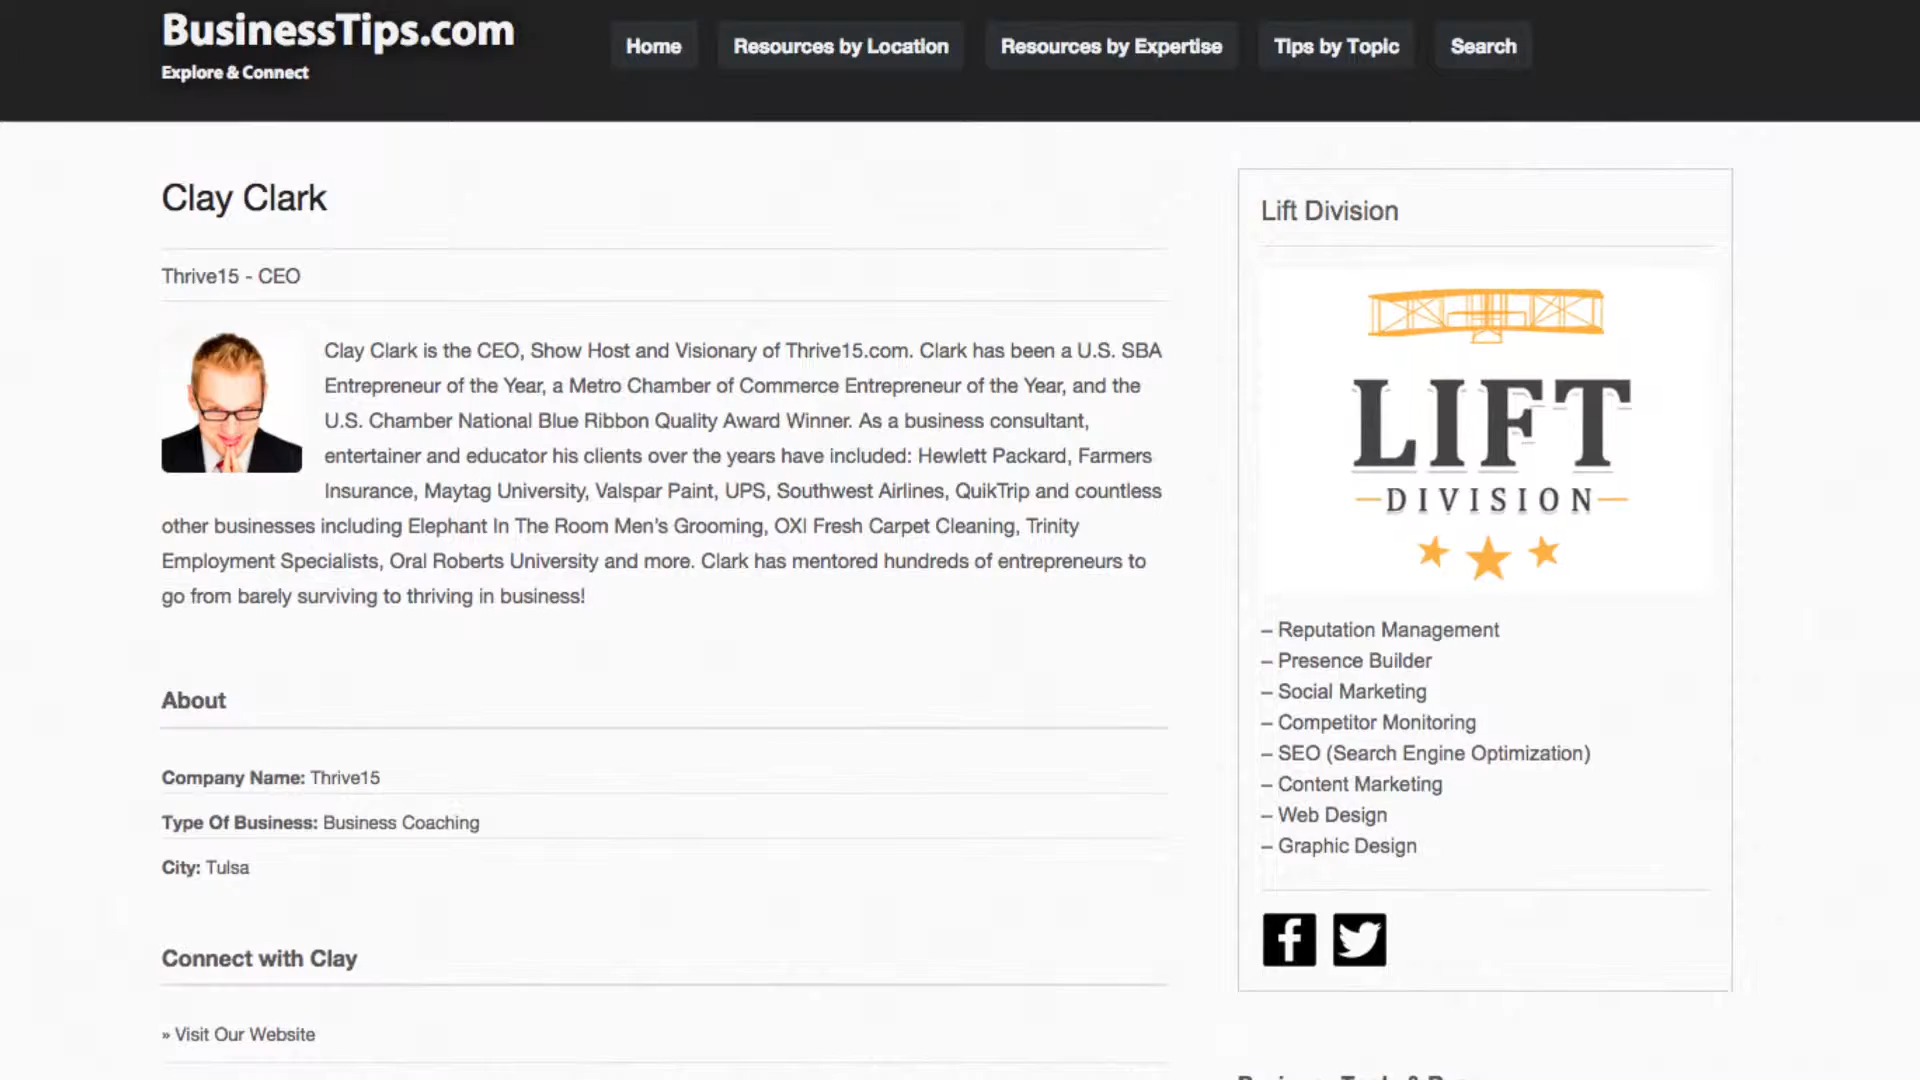 BusinessTips.com
Explore & Connect
Home
Resources by Location
Resources by Expertise
Tips by Topic
Search
Clay Clark
Thrive15 - CEO
Clay Clark is the CEO, Show Host and Visionary of Thrive15.com. Clark has been a U.S. SBA
Entrepreneur of the Year, a Metro Chamber of Commerce Entrepreneur of the Year, and the
U.S. Chamber National Blue Ribbon Quality Award Winner. As a business consultant,
entertainer and educator his clients over the years have included: Hewlett Packard, Farmers
Insurance, Maytag University, Valspar Paint, UPS, Southwest Airlines, QuikTrip and countless
other businesses including Elephant In The Room Men's Grooming, OXI Fresh Carpet Cleaning, Trinity
Employment Specialists, Oral Roberts University and more. Clark has mentored hundreds of entrepreneurs to
go from barely surviving to thriving in business!
About
Company Name: Thrive15
Type Of Business: Business Coaching
City: Tulsa
Connect with Clay
» Visit Our Website
Lift Division
LIFT
DIVISION
– Reputation Management
– Presence Builder
– Social Marketing
– Competitor Monitoring
– SEO (Search Engine Optimization)
– Content Marketing
– Web Design
– Graphic Design